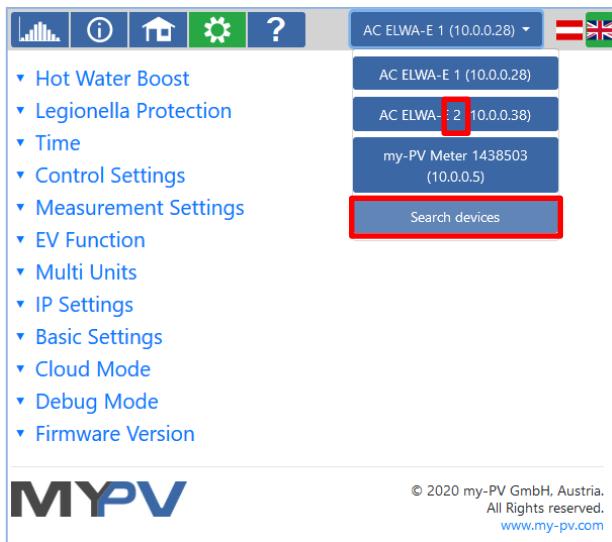 ?
AC ELWA-E 1 (10.0.0.28)
AC ELWA-E 1 (10.0.0.28)
AC ELWA-E 2 (10.0.0.38)
my-PV Meter 1438503
(10.0.0.5)
Search devices
Hot Water Boost
Legionella Protection
Time
Control Settings
Measurement Settings
EV Function
Multi Units
IP Settings
Basic Settings
Cloud Mode
Debug Mode
Firmware Version
MYPV
© 2020 my-PV GmbH, Austria.
All Rights reserved.
www.my-pv.com